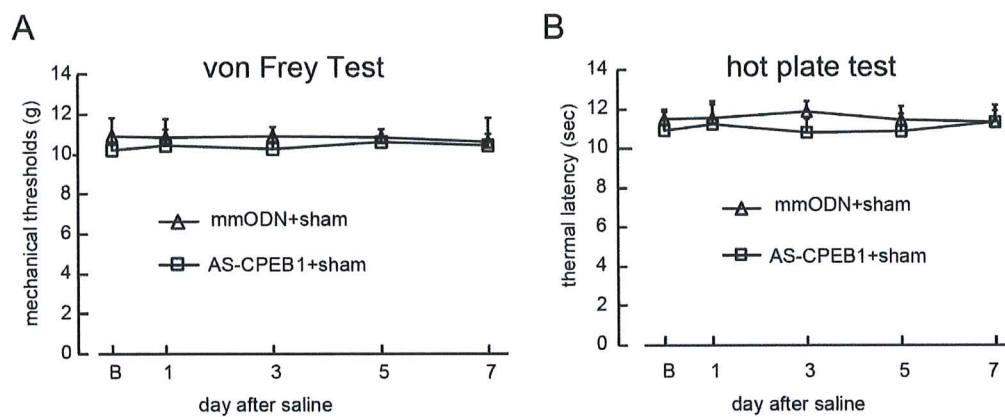 A
von Frey Test
mechanical thresholds (g)
14
12
10
8
6
4
2
0
mmODN+sham
AS-CPEB1+sham
B 1 3 5 7
day after saline
B
hot plate test
thermal latency (sec)
14
12
10
8
6
4
2
0
mmODN+sham
AS-CPEB1+sham
B 1 3 5 7
day after saline